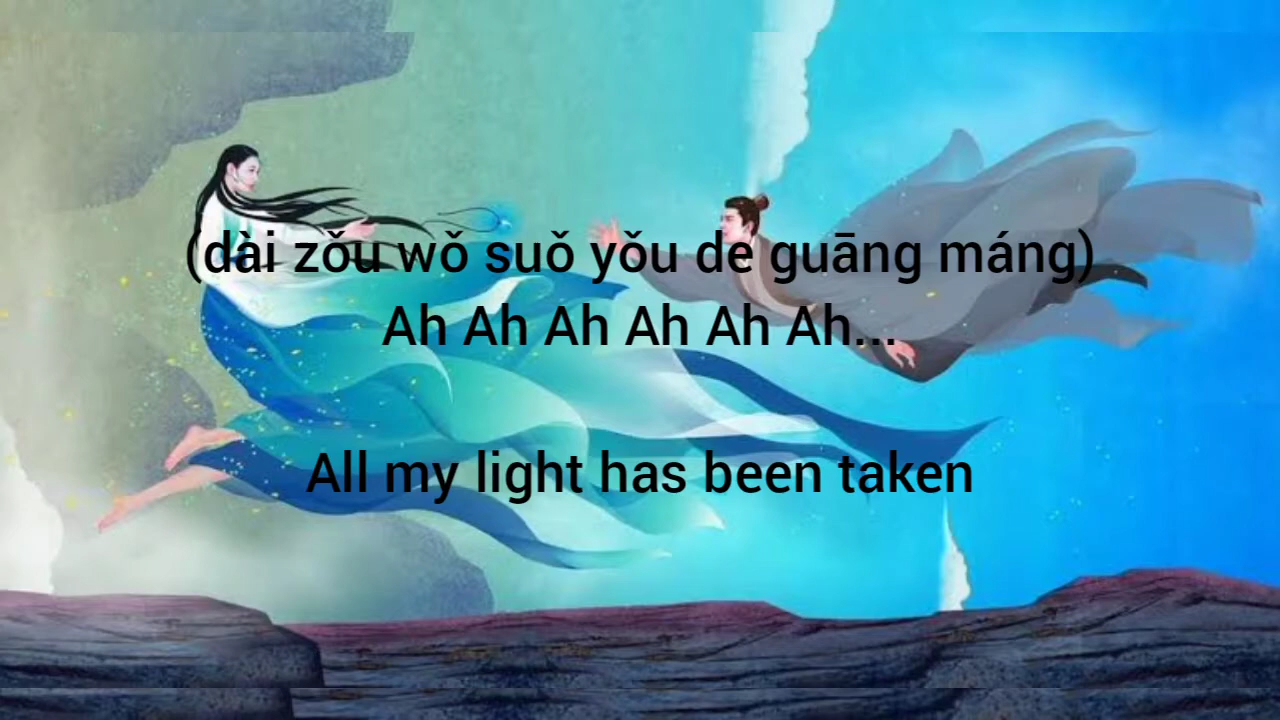 (dài zǒu wǒ suǒ yǒu de guāng máng)
Ah Ah Ah Ah Ah Ah...
All my light has been taken